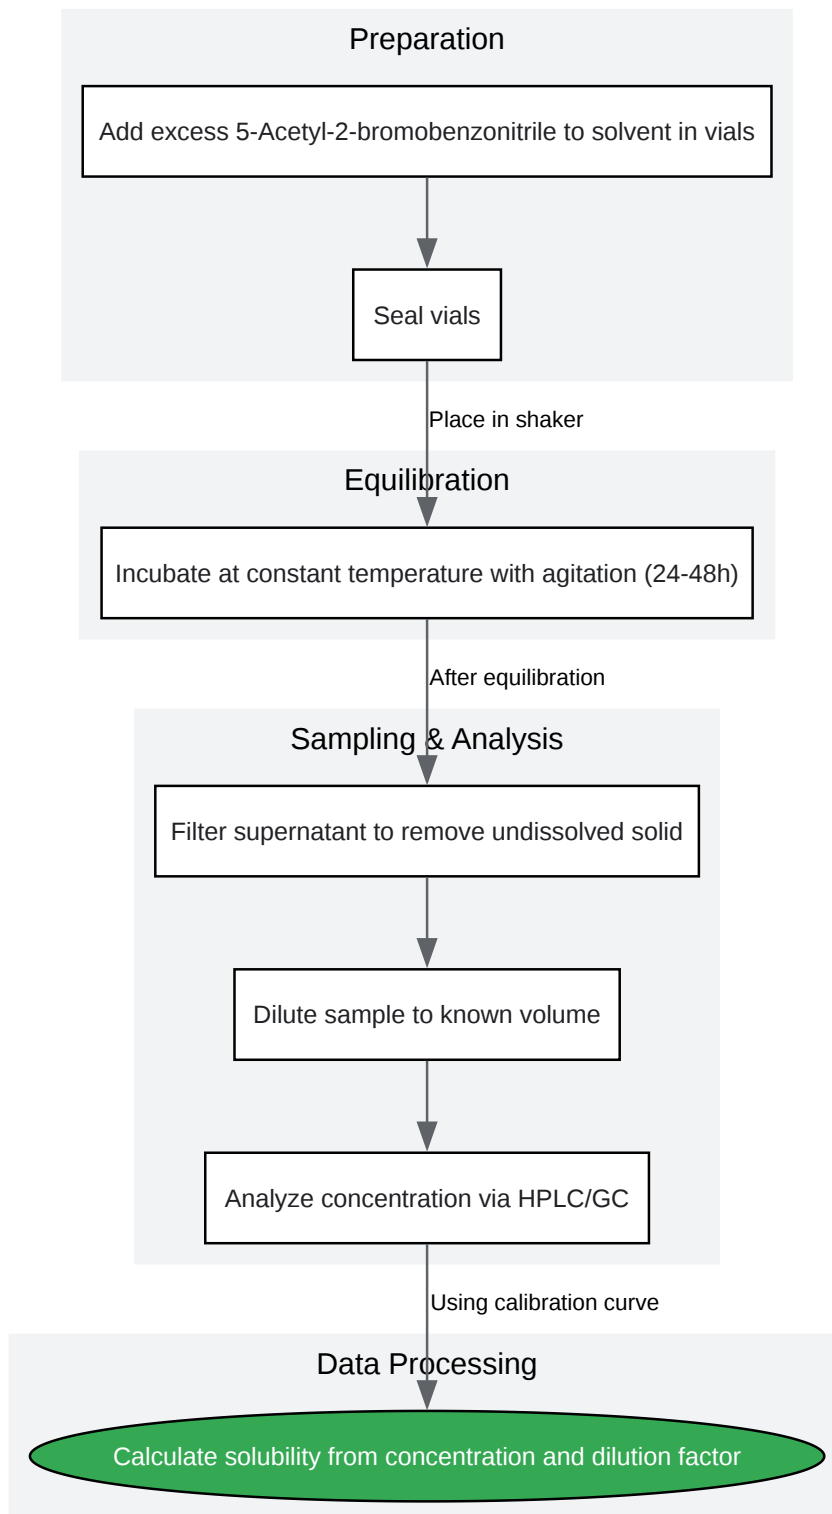 Preparation
Add excess 5-Acetyl-2-bromobenzonitrile to solvent in vials
Seal vials
Place in shaker
Equilibration
Incubate at constant temperature with agitation (24-48h)
After equilibration
Sampling & Analysis
Filter supernatant to remove undissolved solid
Dilute sample to known volume
Analyze concentration via HPLC/GC
Using calibration curve
Data Processing
Calculate solubility from concentration and dilution factor